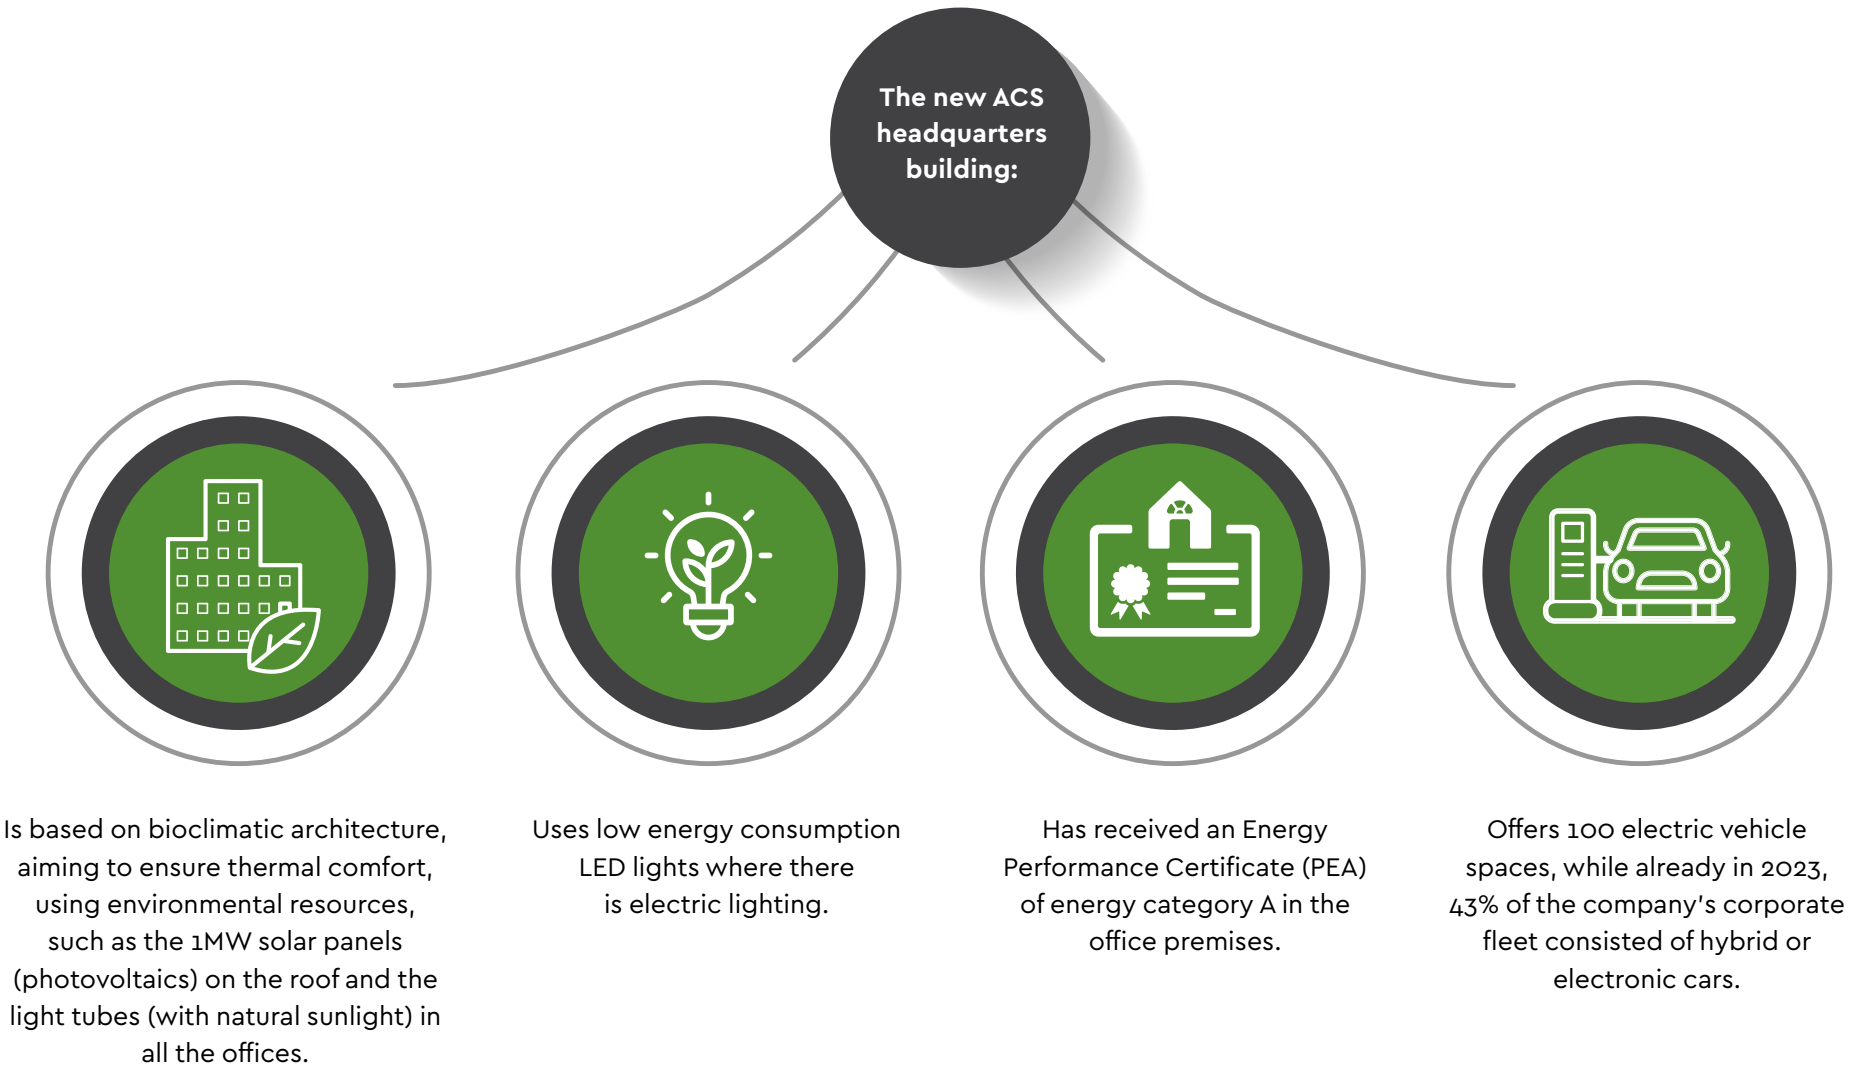 The new ACS
headquarters
building:
Is based on bioclimatic architecture,
aiming to ensure thermal comfort,
using environmental resources,
such as the 1MW solar panels
(photovoltaics) on the roof and the
light tubes (with natural sunlight) in
all the offices.
Uses low energy consumption
LED lights where there
is electric lighting.
Has received an Energy
Performance Certificate (PEA)
of energy category A in the
office premises.
Offers 100 electric vehicle
spaces, while already in 2023,
43% of the company's corporate
fleet consisted of hybrid or
electronic cars.